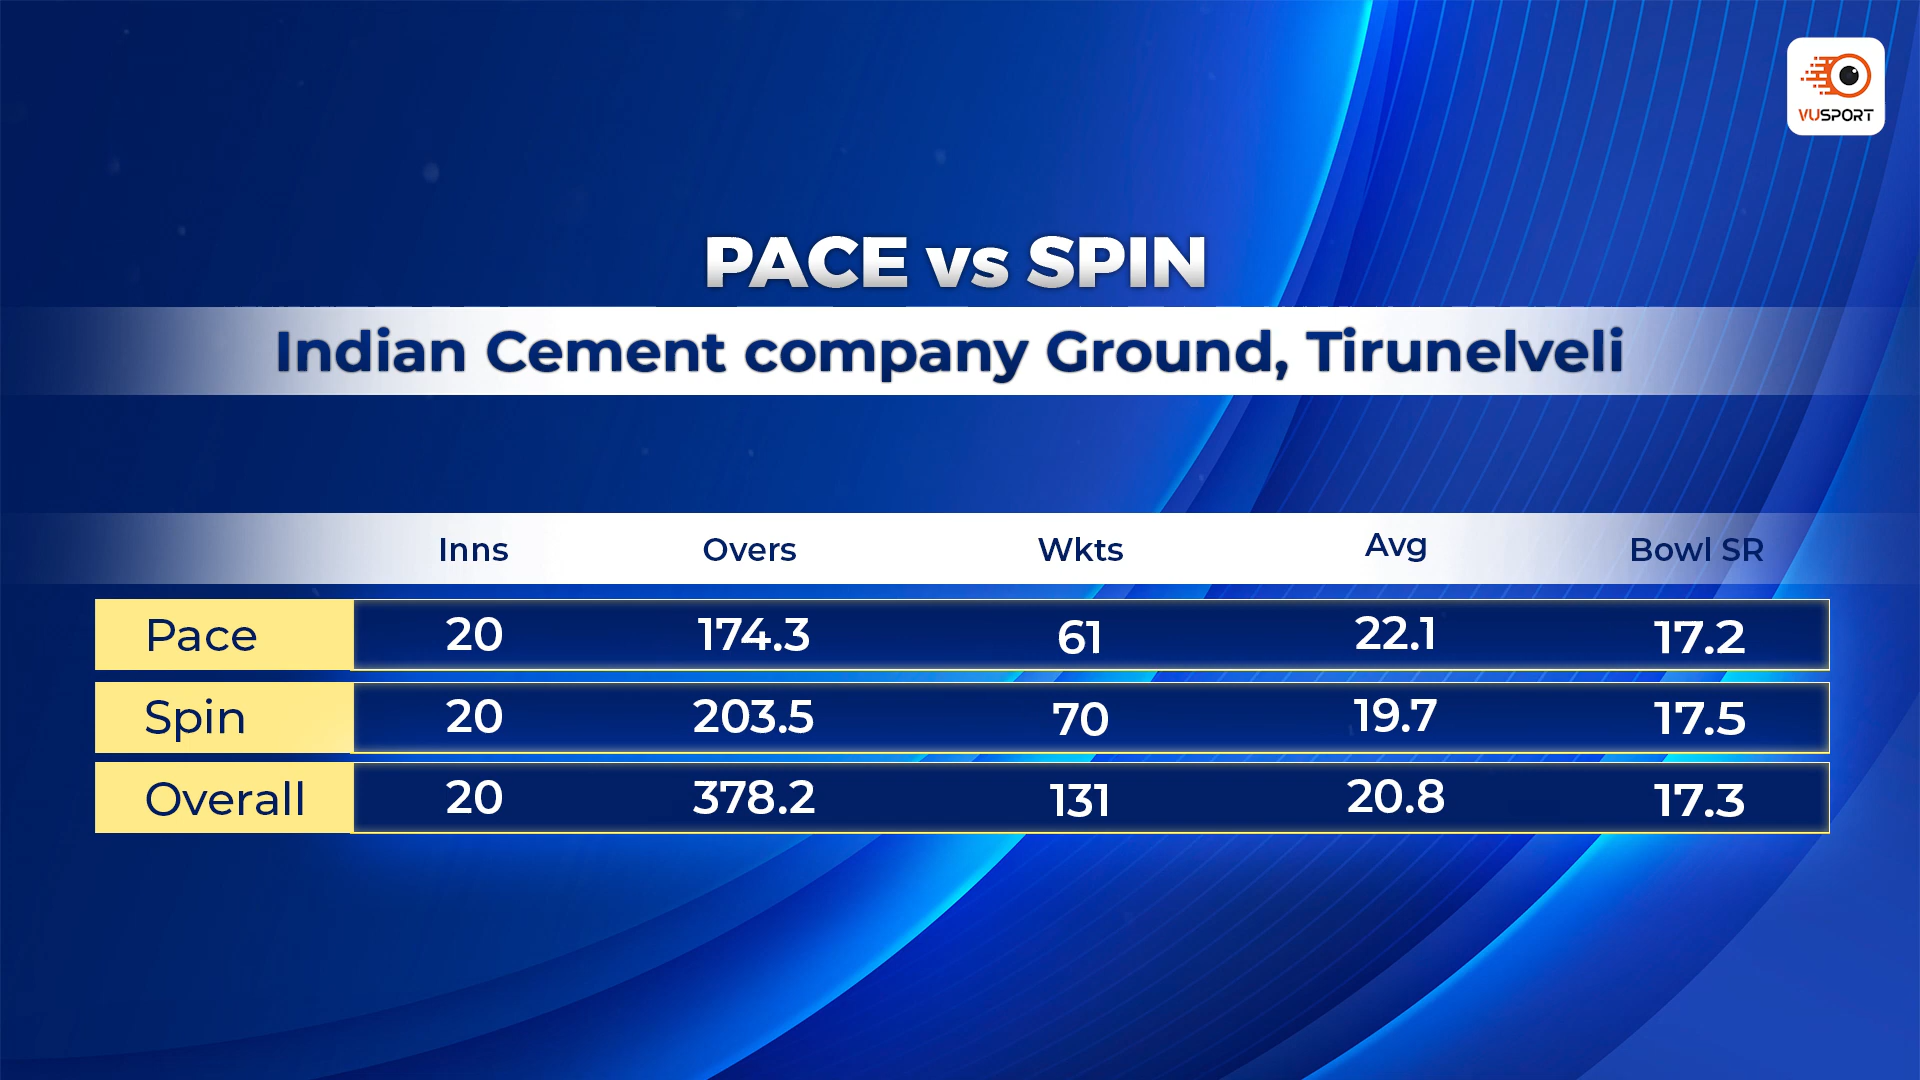 VUSPORT
PACE vs SPIN
Indian Cement company Ground, Tirunelveli
Inns Overs Wkts Avg Bowl SR
Pace 20 174.3 61 22.1 17.2
Spin 20 203.5 70 19.7 17.5
Overall 20 378.2 131 20.8 17.3